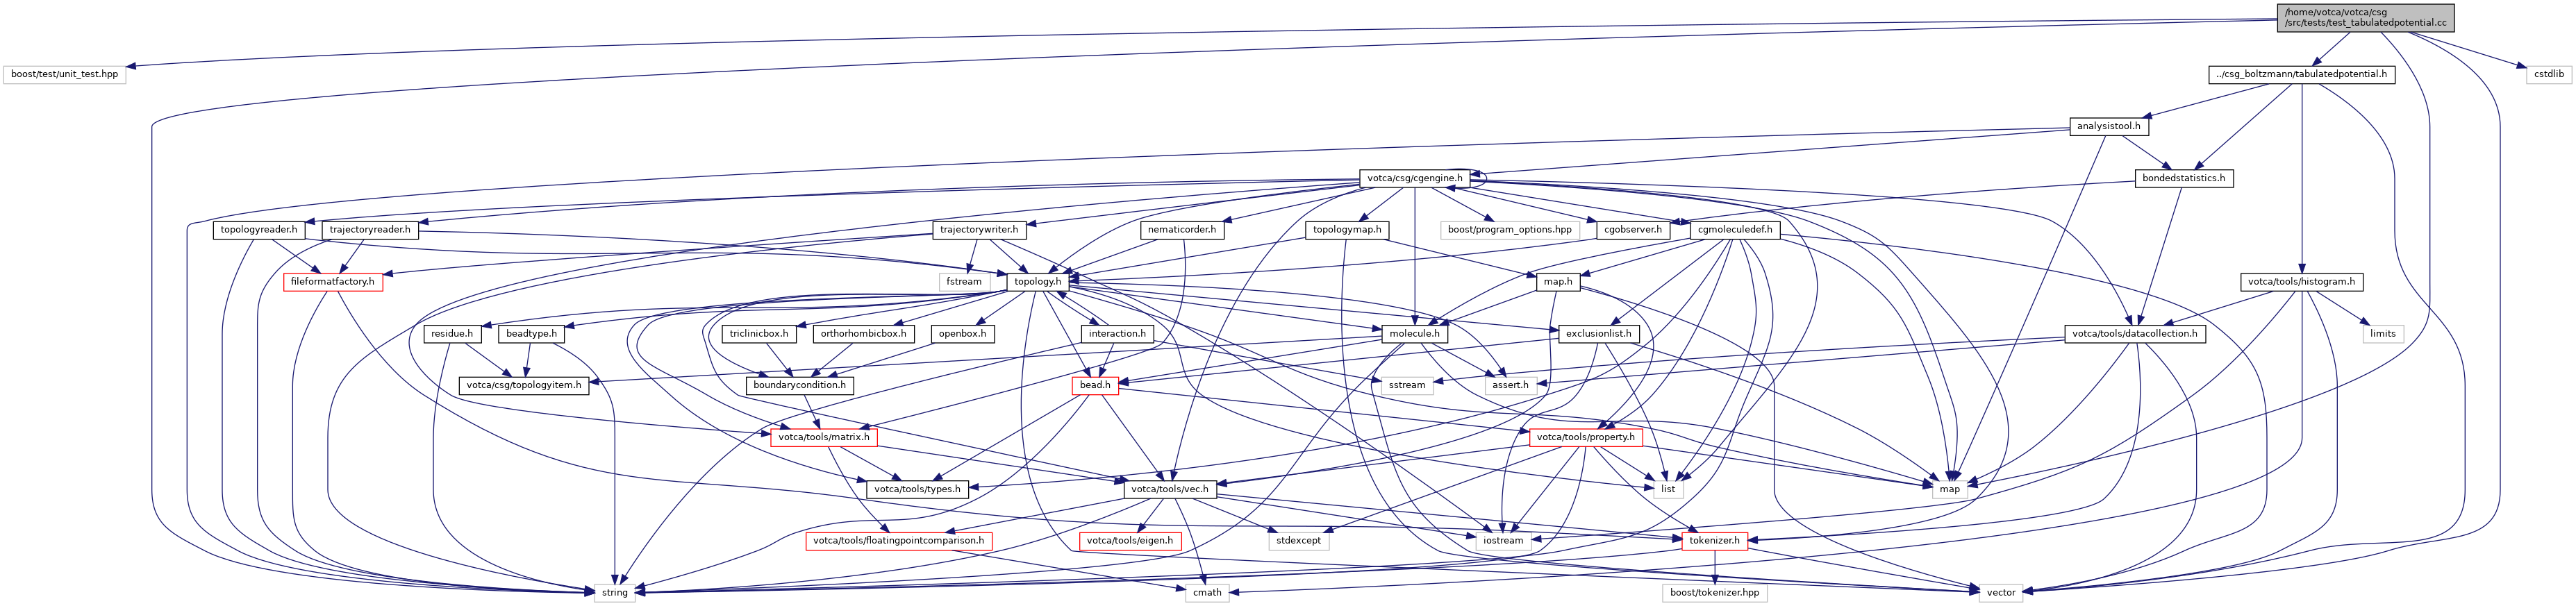 /home/votca/votca/csg
/src/tests/test_tabulatedpotential.cc
boost/test/unit_test.hpp
../csg_boltzmann/tabulatedpotential.h
cstdlib
analysistool.h
votca/csg/cgengine.h
bondedstatistics.h
topologyreader.h
trajectoryreader.h
trajectorywriter.h
nematicorder.h
topologymap.h
boost/program_options.hpp
cgobserver.h
cgmoleculedef.h
fileformatfactory.h
fstream
topology.h
map.h
votca/tools/histogram.h
residue.h
beadtype.h
triclinicbox.h
orthorhombicbox.h
openbox.h
interaction.h
molecule.h
exclusionlist.h
votca/tools/datacollection.h
limits
votca/csg/topologyitem.h
boundarycondition.h
bead.h
sstream
assert.h
votca/tools/matrix.h
votca/tools/property.h
votca/tools/types.h
votca/tools/vec.h
list
map
votca/tools/floatingpointcomparison.h
votca/tools/eigen.h
stdexcept
iostream
tokenizer.h
string
cmath
boost/tokenizer.hpp
vector